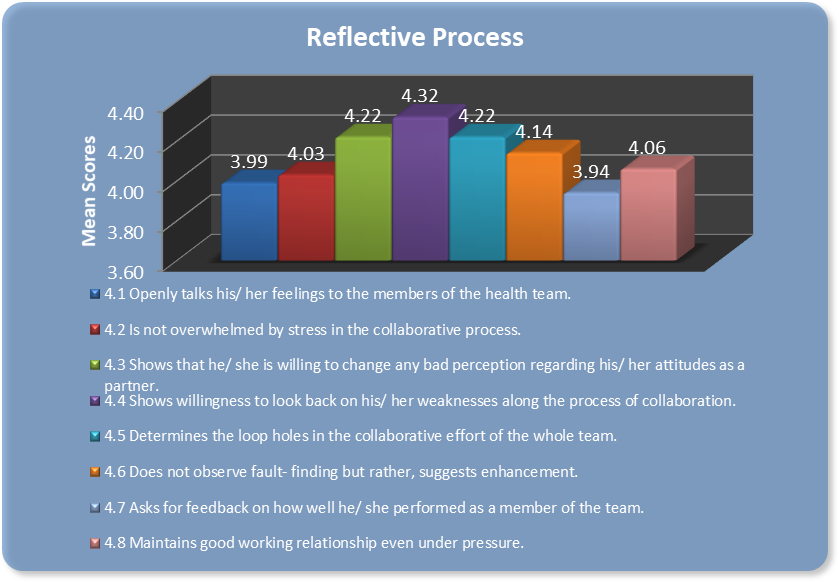 Reflective Process
4.32
4.22
4.22
4.14
4.03
3.99
3.94
4.06
4.40
4.20
4.00
3.80
3.60
Mean Scores
4.1 Openly talks his/ her feelings to the members of the health team.
4.2 Is not overwhelmed by stress in the collaborative process.
4.3 Shows that he/ she is willing to change any bad perception regarding his/ her attitudes as a
partner.
4.4 Shows willingness to look back on his/ her weaknesses along the process of collaboration.
4.5 Determines the loop holes in the collaborative effort of the whole team.
4.6 Does not observe fault- finding but rather, suggests enhancement.
4.7 Asks for feedback on how well he/ she performed as a member of the team.
4.8 Maintains good working relationship even under pressure.